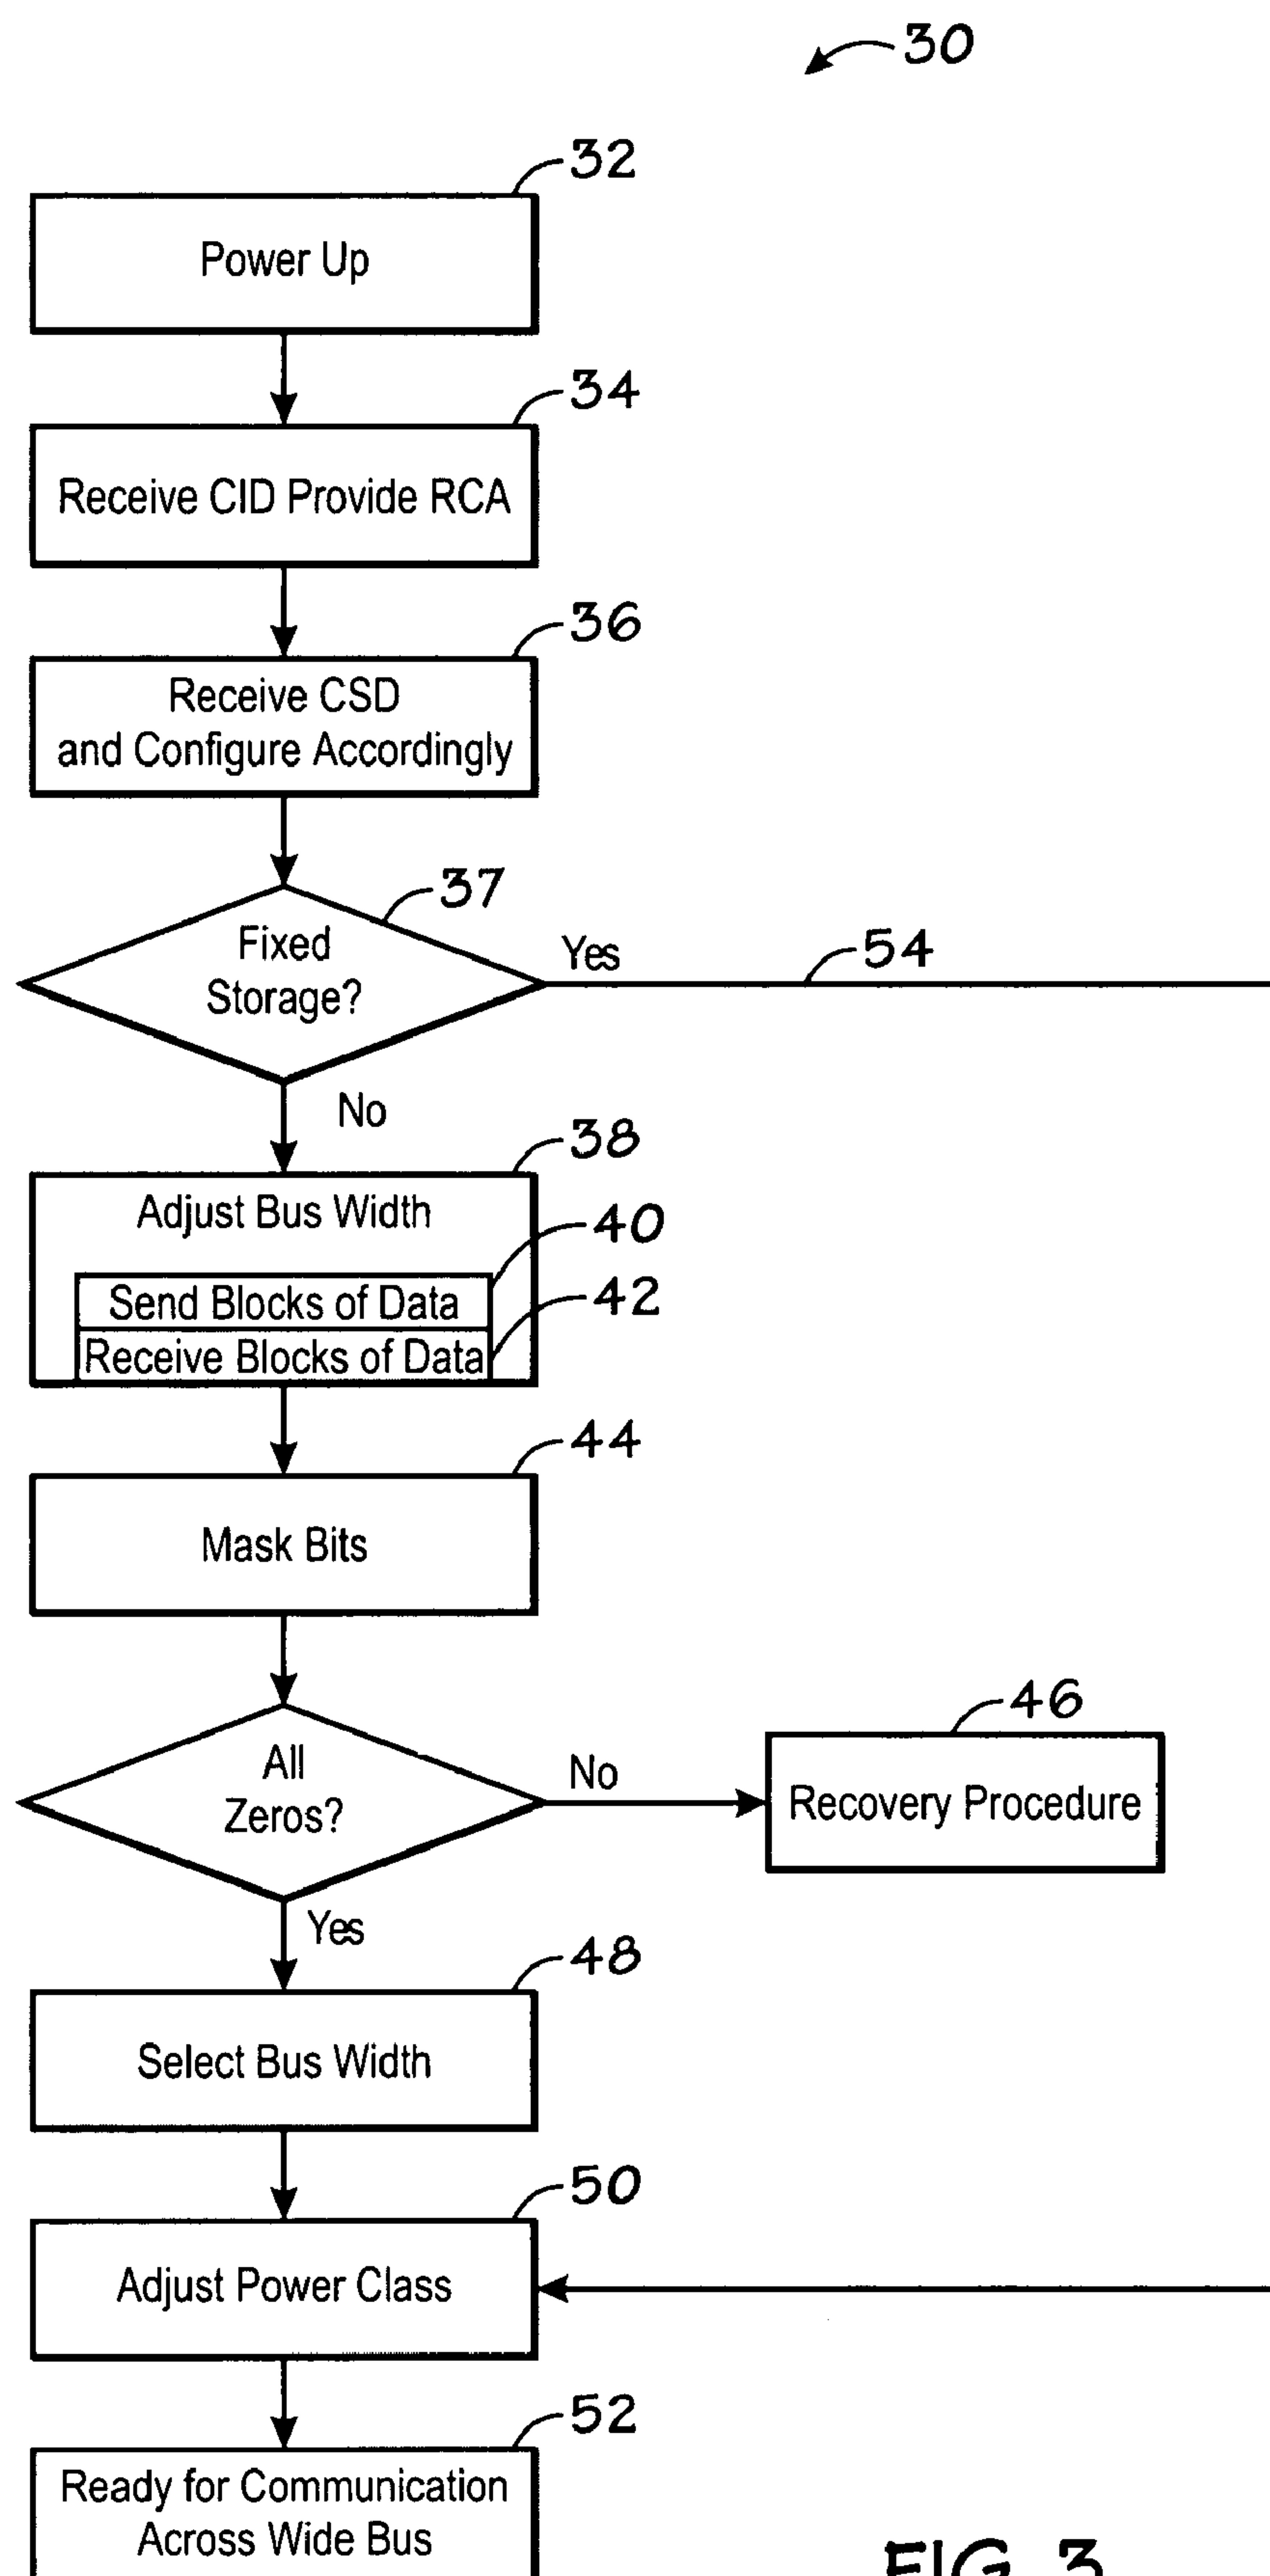 30
32
Power Up
34
Receive CID Provide RCA
36
Receive CSD
and Configure Accordingly
37
Fixed
Storage?
Yes
54
No
38
Adjust Bus Width
40
Send Blocks of Data
42
Receive Blocks of Data
44
Mask Bits
All
Zeros?
No
46
Recovery Procedure
Yes
48
Select Bus Width
50
Adjust Power Class
52
Ready for Communication
Across Wide Bus
FIG. 3